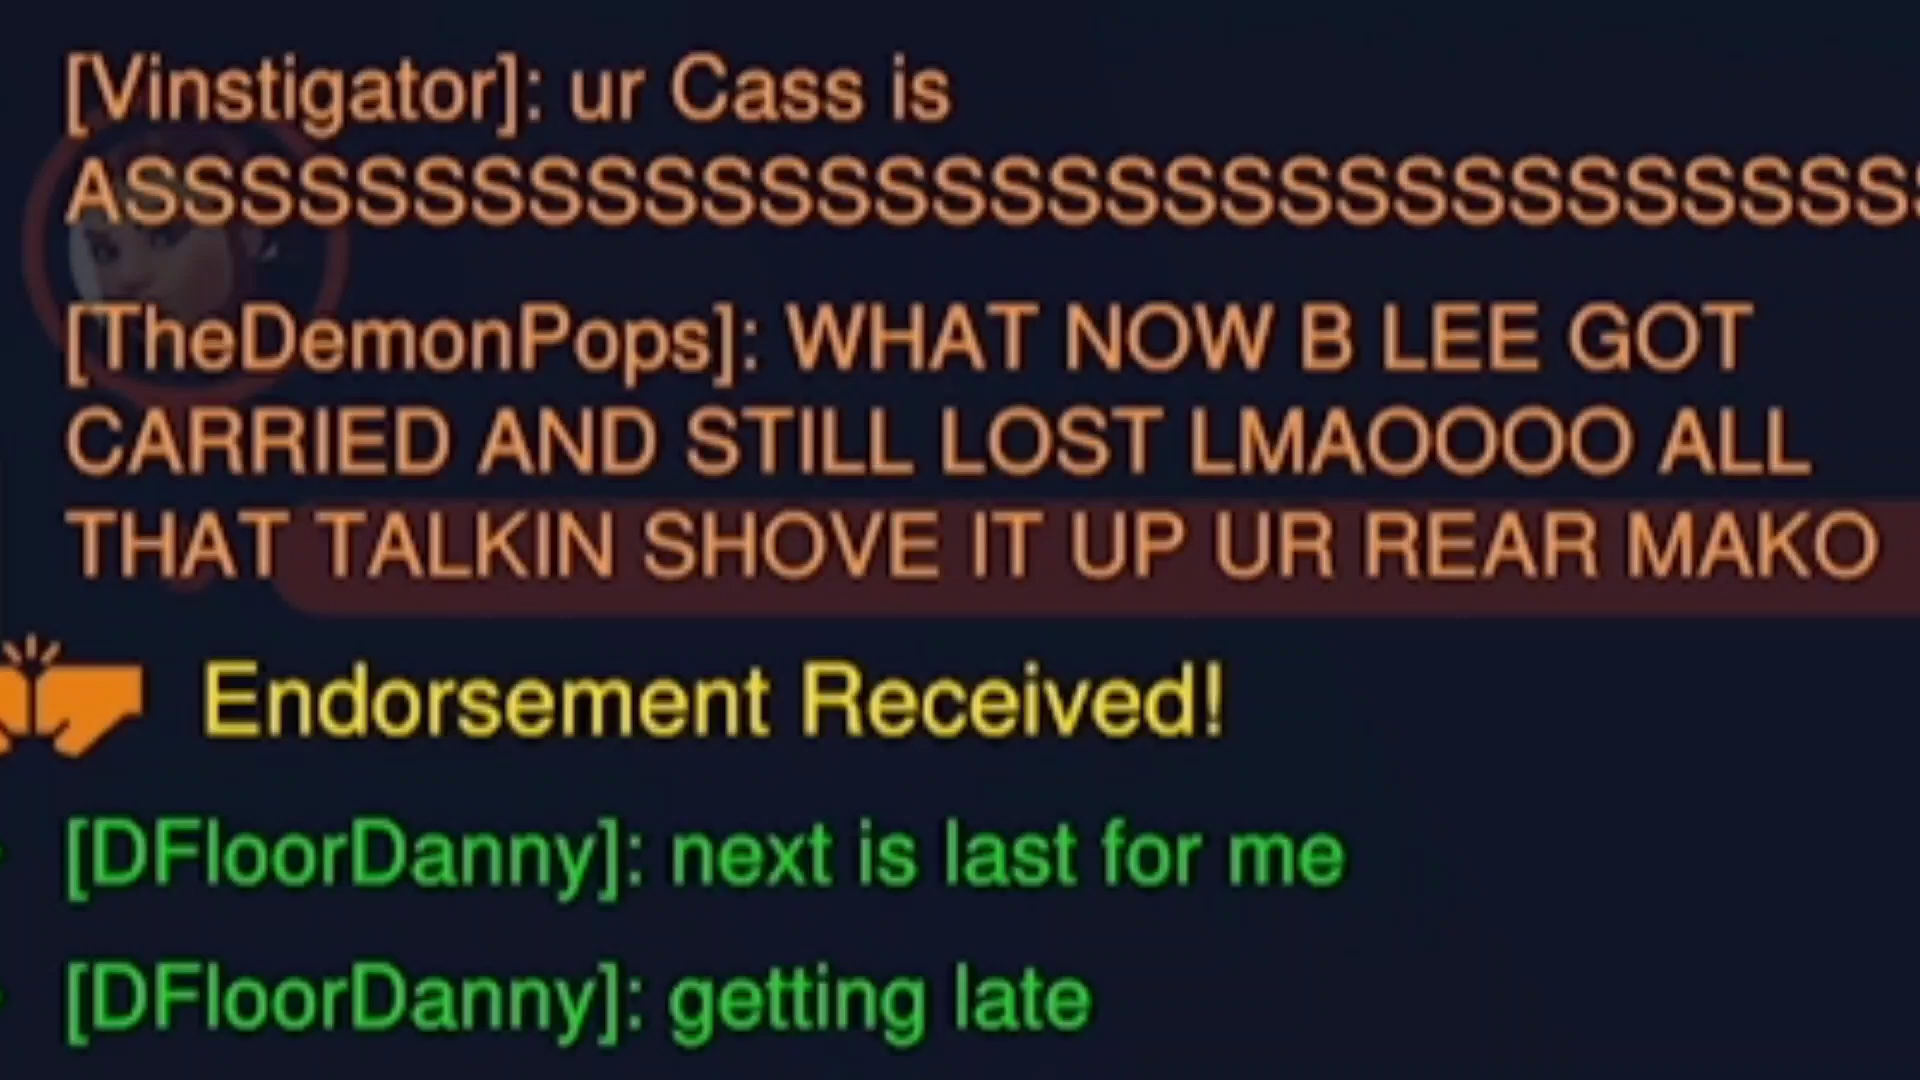 [Vinstigator]: ur Cass is
ASSSSSSSSSSSSSSSSSSSSSSSSSSSSSSS
[TheDemonPops]: WHAT NOW B LEE GOT
CARRIED AND STILL LOST LMAOOOO ALL
THAT TALKIN SHOVE IT UP UR REAR MAKO
Endorsement Received!
[DFloorDanny]: next is last for me
[DFloorDanny]: getting late